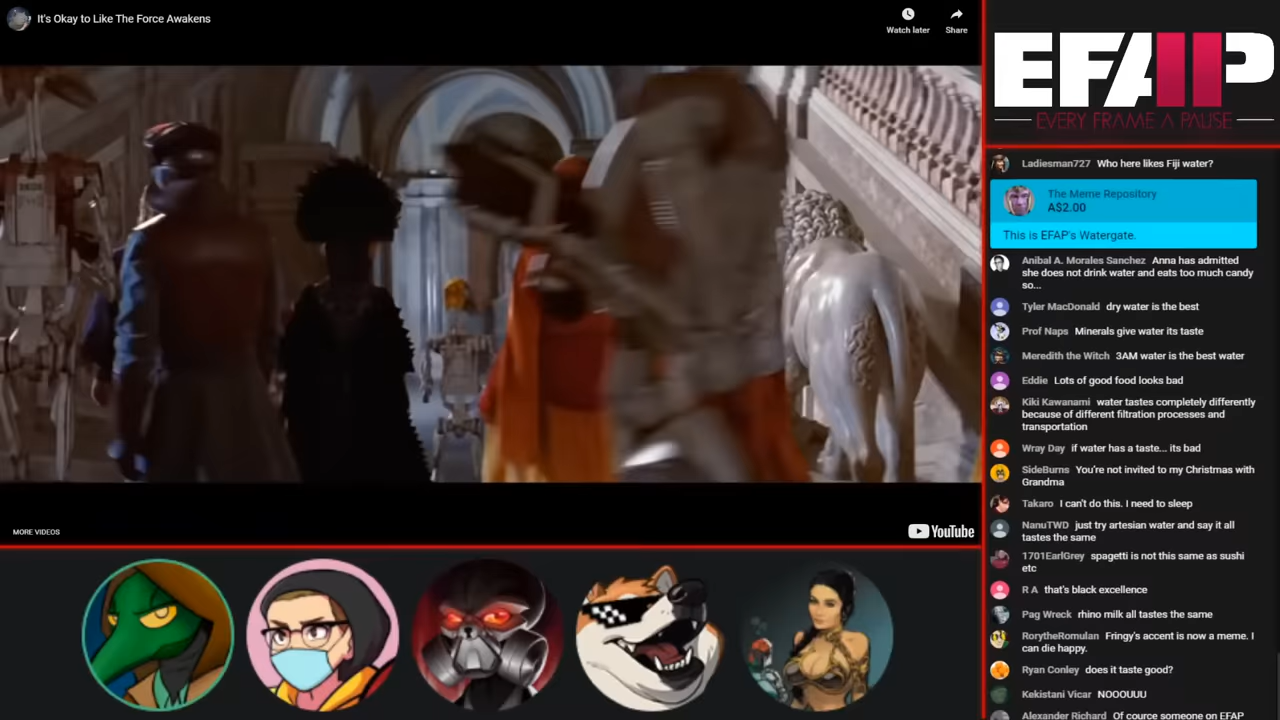 It's Okay to Like The Force Awakens
Watch later
Share
MORE VIDEOS
YouTube
EFAP
EVERY FRAME A PAUSE
Ladiesman727 Who here likes Fiji water?
The Meme Repository
A$2.00
This is EFAP's Watergate.
Anibal A. Morales Sanchez Anna has admitted
she does not drink water and eats too much candy
so...
Tyler MacDonald dry water is the best
Prof Naps Minerals give water its taste
Meredith the Witch 3AM water is the best water
Eddie Lots of good food looks bad
Kiki Kawanami water tastes completely differently
because of different filtration processes and
transportation
Wray Day if water has a taste... its bad
SideBurns You're not invited to my Christmas with
Grandma
Takaro I can't do this. I need to sleep
NanuTWD just try artesian water and say it all
tastes the same
1701EarlGrey spagetti is not this same as sushi
etc
R A that's black excellence
Pag Wreck rhino milk all tastes the same
RorytheRomulan Fringy's accent is now a meme. I
can die happy.
Ryan Conley does it taste good?
Kekistani Vicar NOOOUUU
Alexander Richard Of cource someone on EFAP